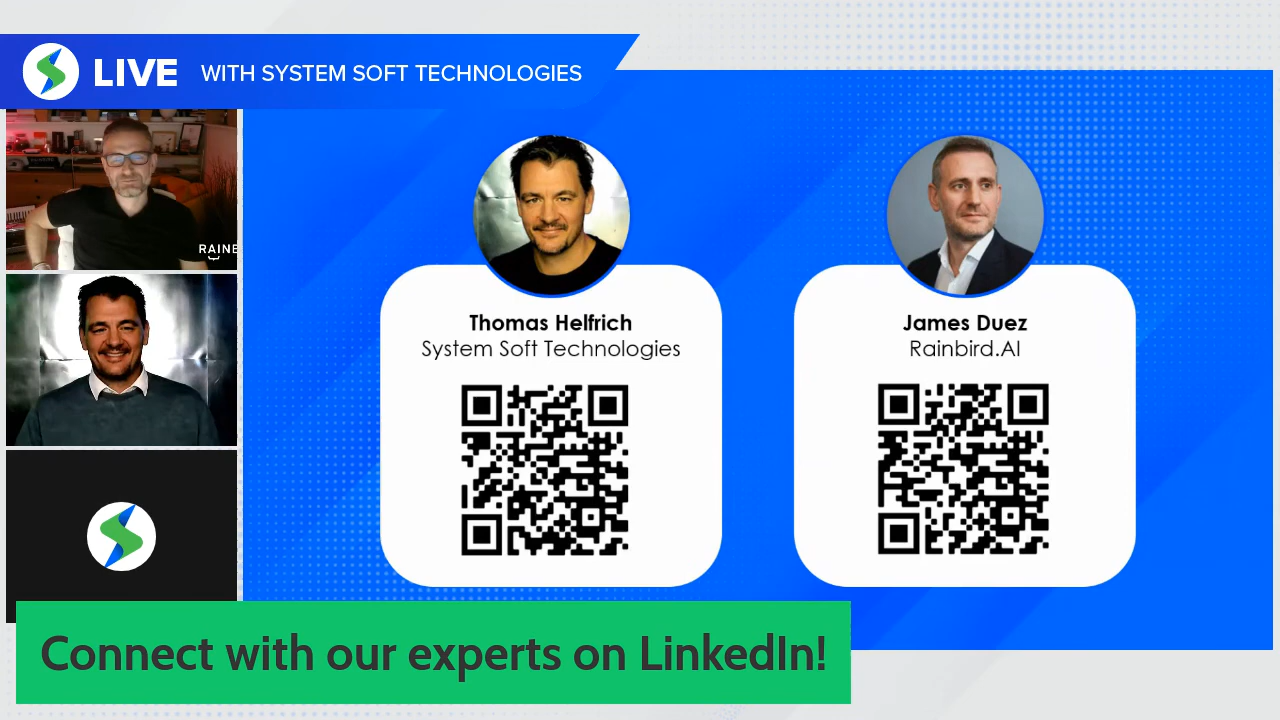 LIVE WITH SYSTEM SOFT TECHNOLOGIES
RAINB
Thomas Helfrich
System Soft Technologies
James Duez
Rainbird.AI
Connect with our experts on LinkedIn!